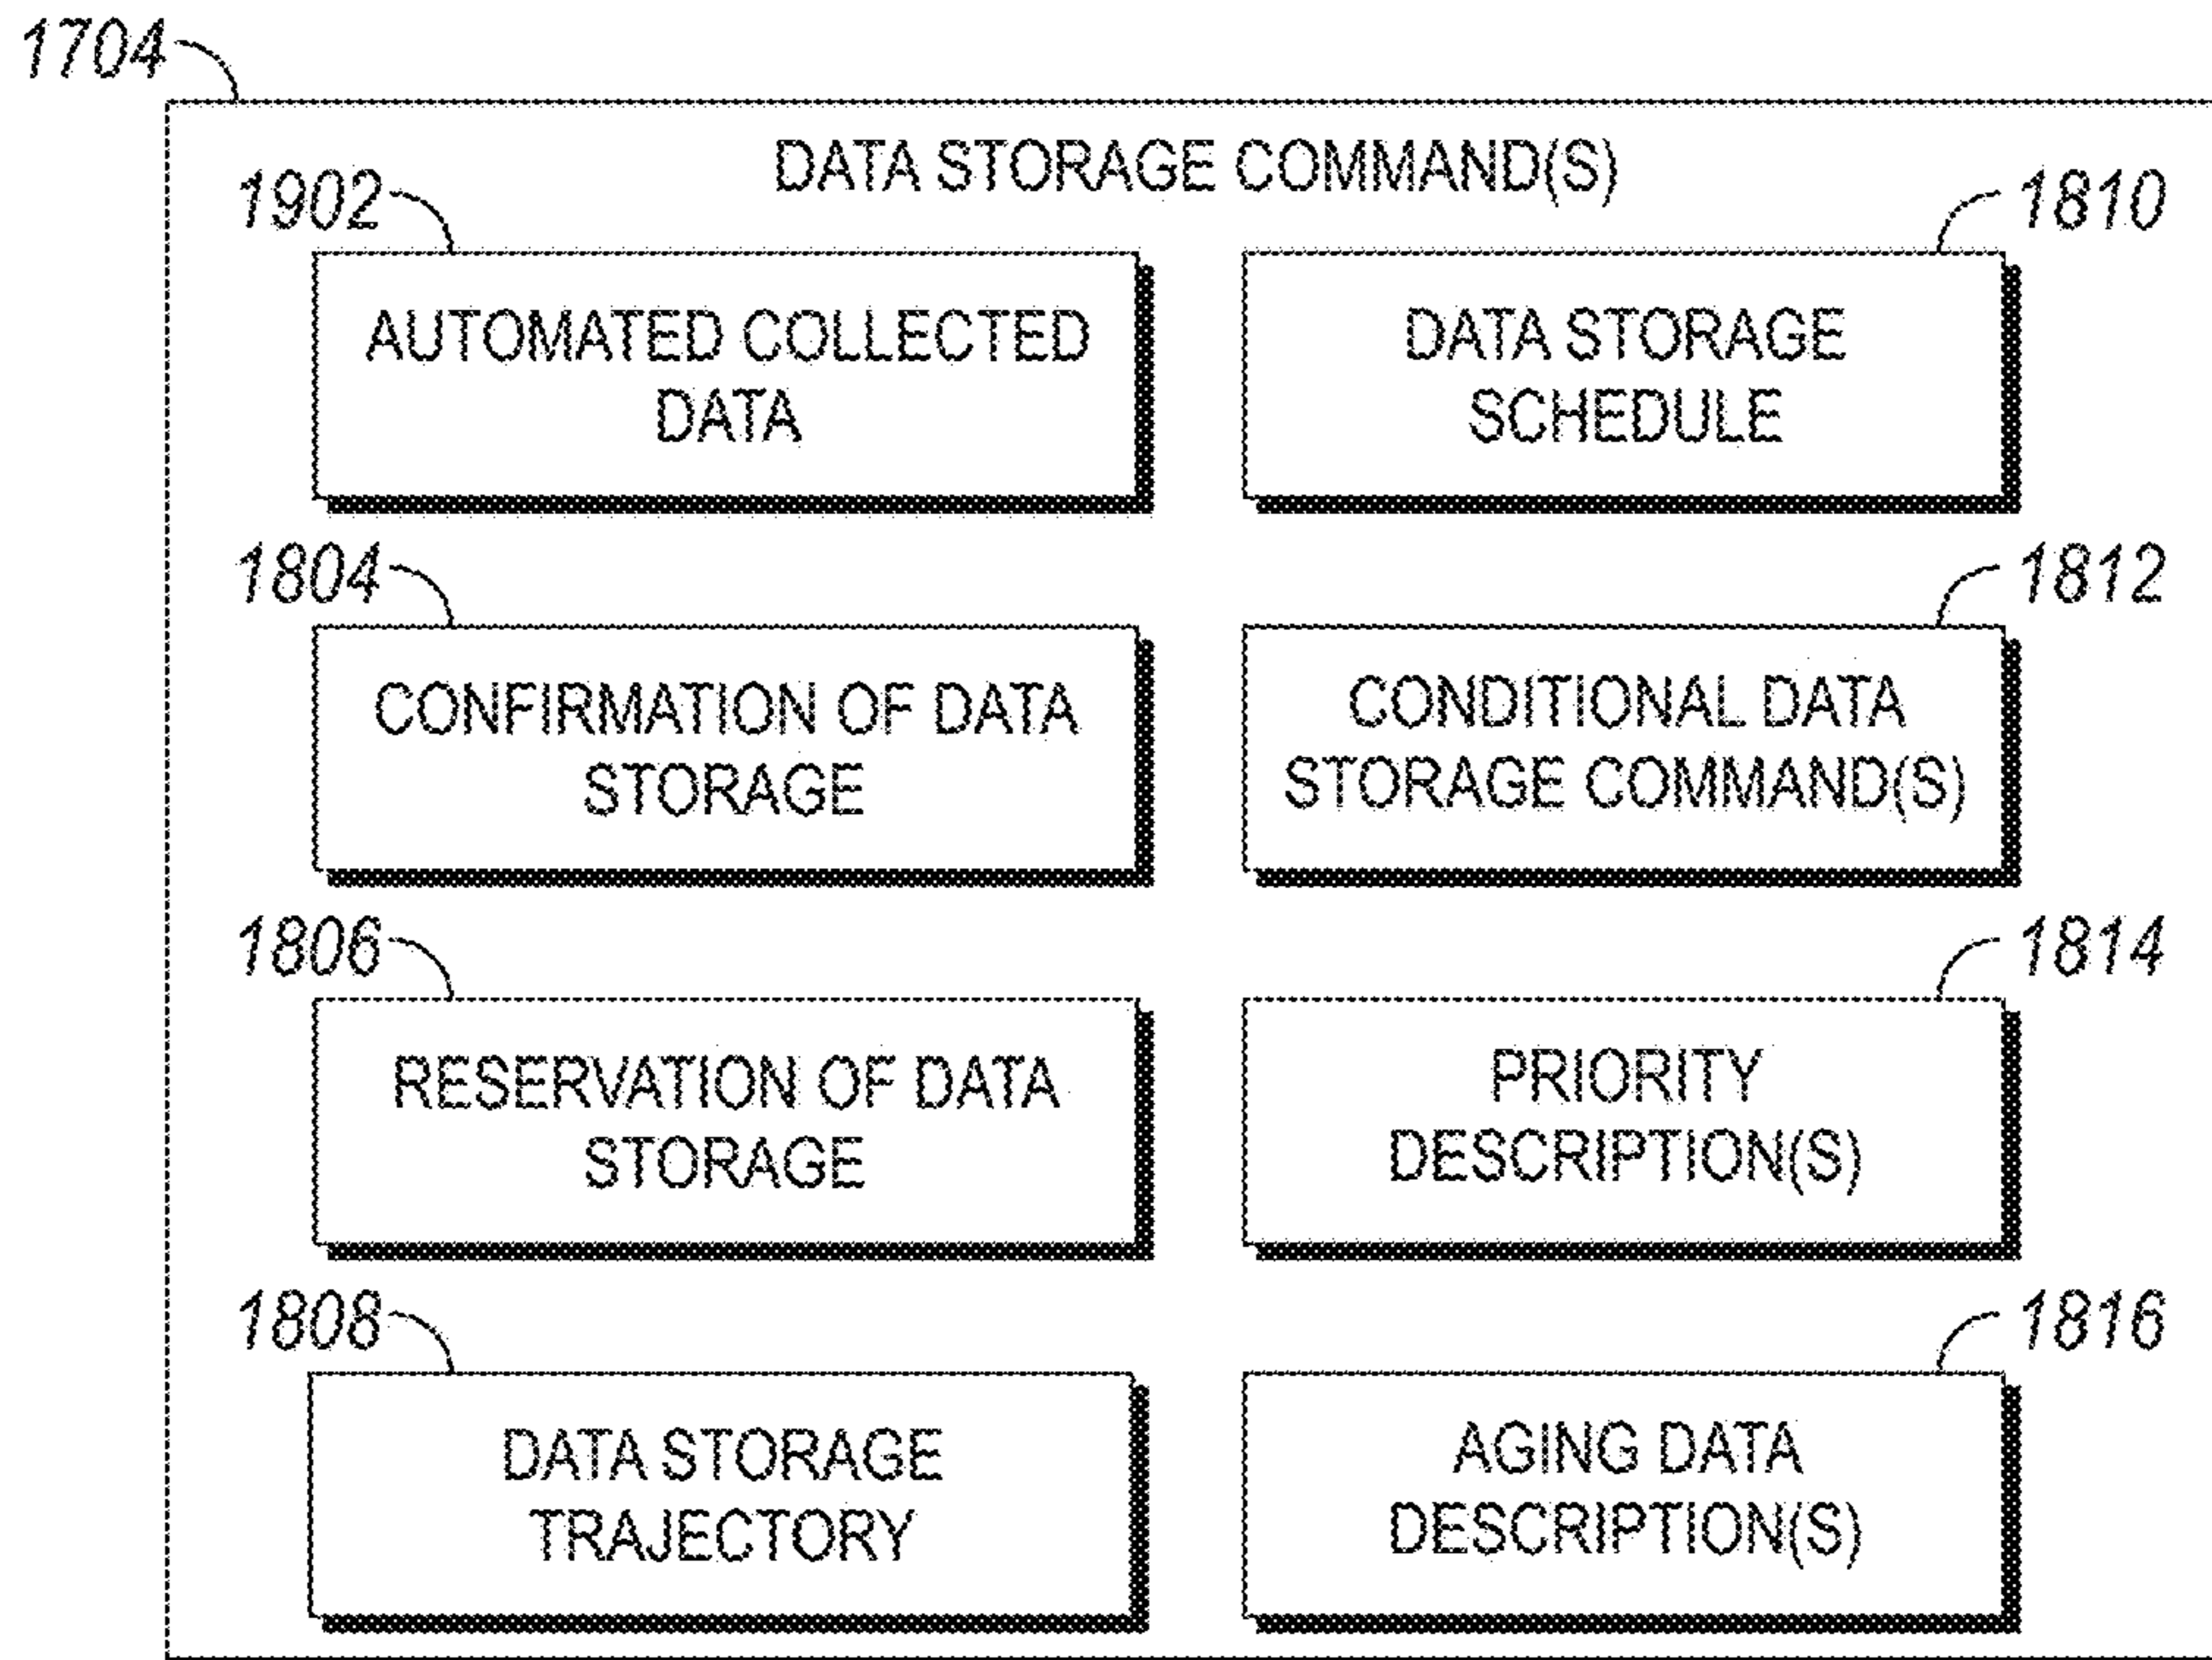 1704
DATA STORAGE COMMAND(S)
1902
1810
AUTOMATED COLLECTED
DATA
DATA STORAGE
SCHEDULE
1804
1812
CONFIRMATION OF DATA
STORAGE
CONDITIONAL DATA
STORAGE COMMAND(S)
1806
1814
RESERVATION OF DATA
STORAGE
PRIORITY
DESCRIPTION(S)
1808
1816
DATA STORAGE
TRAJECTORY
AGING DATA
DESCRIPTION(S)